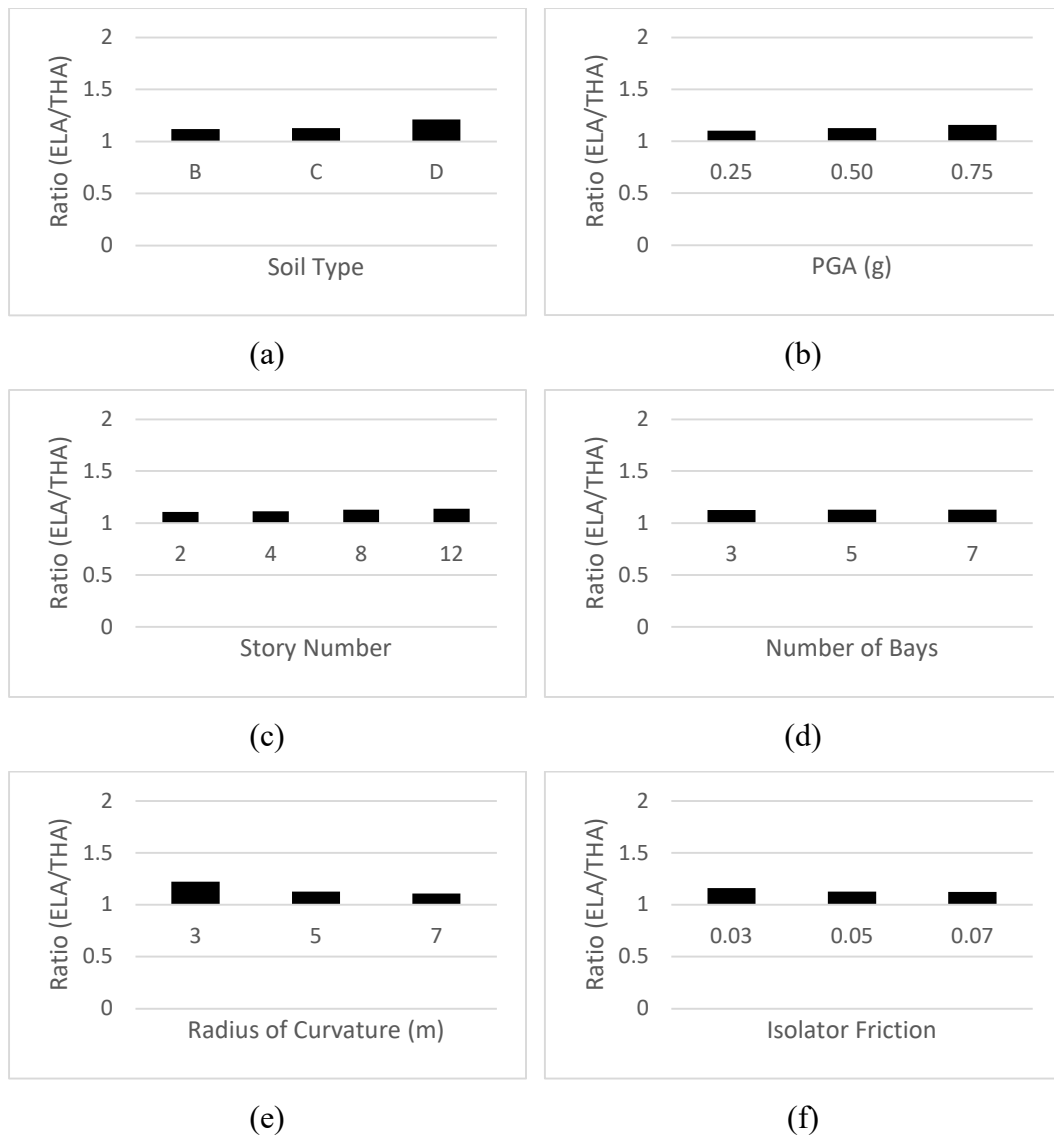 Ratio (ELA/THA)
2
1.5
1
0.5
0
B C D
Soil Type
(a)
Ratio (ELA/THA)
2
1.5
1
0.5
0
0.25 0.50 0.75
PGA (g)
(b)
Ratio (ELA/THA)
2
1.5
1
0.5
0
2 4 8 12
Story Number
(c)
Ratio (ELA/THA)
2
1.5
1
0.5
0
3 5 7
Number of Bays
(d)
Ratio (ELA/THA)
2
1.5
1
0.5
0
3 5 7
Radius of Curvature (m)
(e)
Ratio (ELA/THA)
2
1.5
1
0.5
0
0.03 0.05 0.07
Isolator Friction
(f)